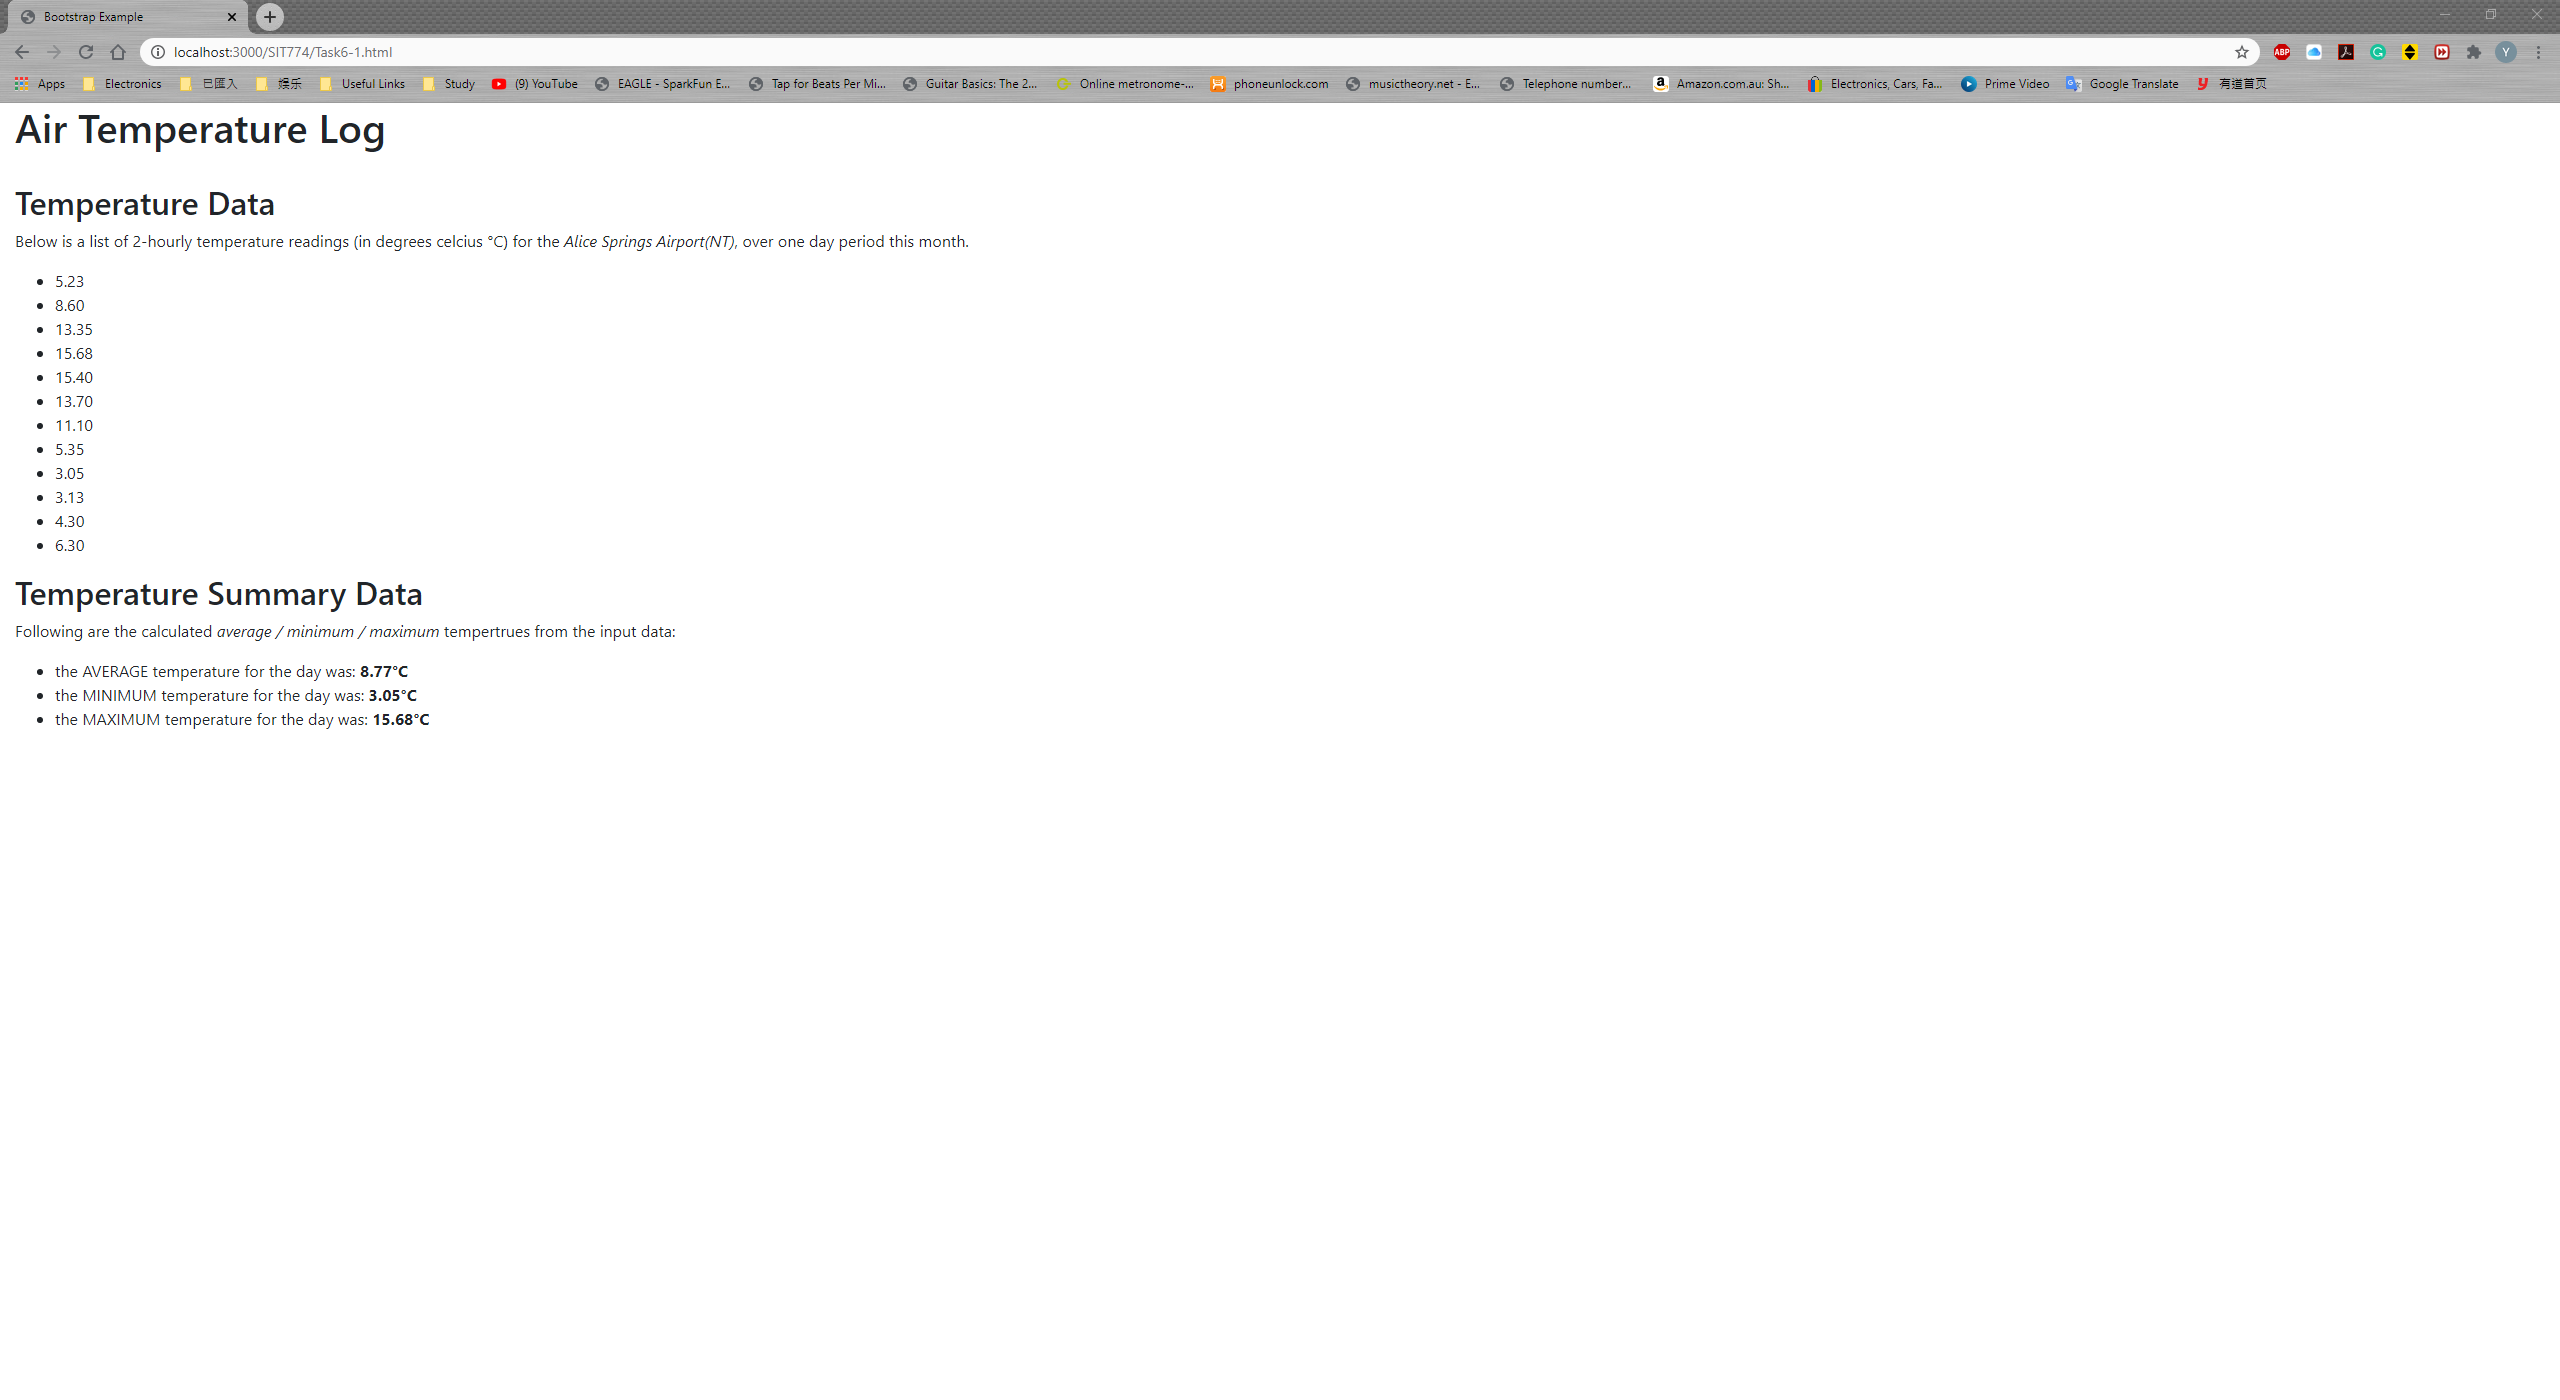 Bootstrap Example
localhost:3000/SIT774/Task6-1.html
ABP
Y
Apps Electronics 已匯入 娱乐 Useful Links Study (9) YouTube EAGLE - SparkFun E... Tap for Beats Per Mi... Guitar Basics: The 2... Online metronome-... phoneunlock.com musictheory.net - E... Telephone number... Amazon.com.au: Sh... Electronics, Cars, Fa... Prime Video Google Translate 有道首页
Air Temperature Log
Temperature Data
Below is a list of 2-hourly temperature readings (in degrees celcius °C) for the Alice Springs Airport(NT), over one day period this month.
• 5.23
• 8.60
• 13.35
• 15.68
• 15.40
• 13.70
• 11.10
• 5.35
• 3.05
• 3.13
• 4.30
• 6.30
Temperature Summary Data
Following are the calculated average / minimum / maximum tempertrues from the input data:
• the AVERAGE temperature for the day was: 8.77°C
• the MINIMUM temperature for the day was: 3.05°C
• the MAXIMUM temperature for the day was: 15.68°C